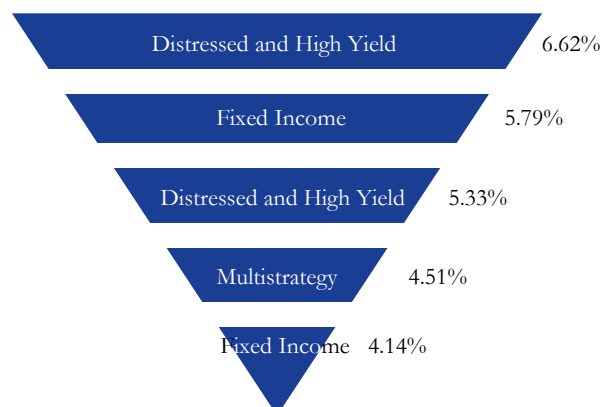 Distressed and High Yield 6.62%
Fixed Income 5.79%
Distressed and High Yield 5.33%
Multistrategy 4.51%
Fixed Income 4.14%